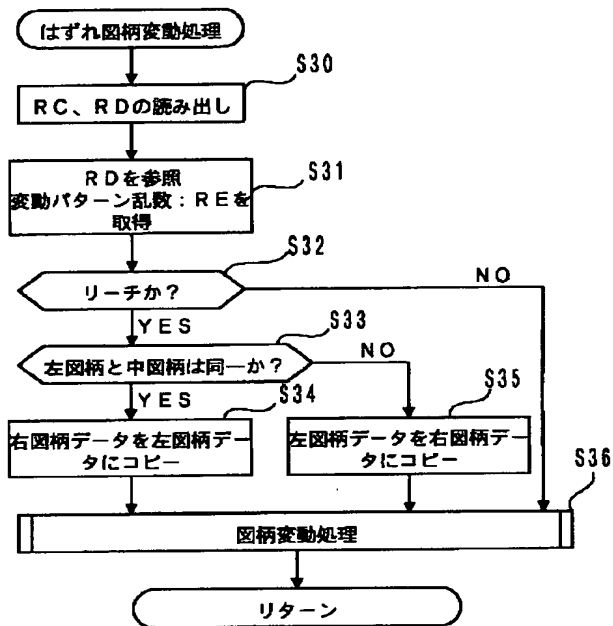 はずれ図柄変動処理
S30
RC、RDの読み出し
S31
RDを参照
変動パターン乱数：REを
取得
S32
リーチか？
NO
YES
S33
左図柄と中図柄は同一か？
NO
YES
S34
S35
右図柄データを左図柄デー
タにコピー
左図柄データを右図柄デー
タにコピー
S36
図柄変動処理
リターン